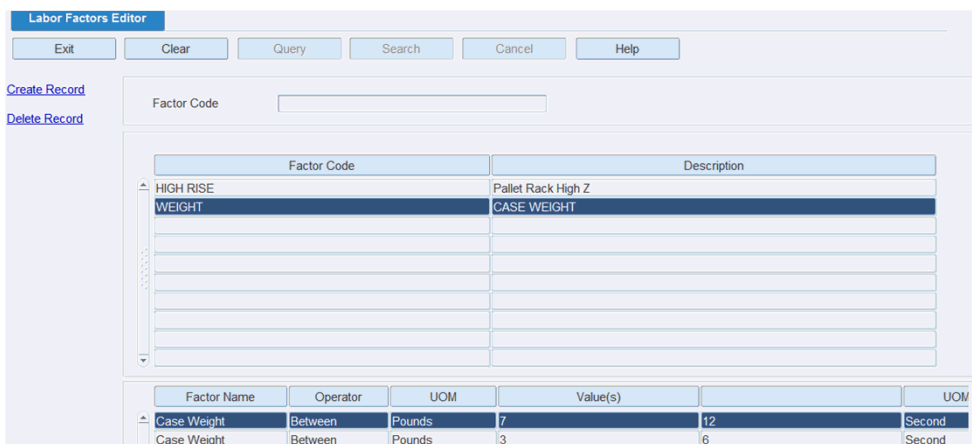 Labor Factors Editor
Exit Clear Query Search Cancel Help
Create Record
Delete Record
Factor Code
Factor Code Description
HIGH RISE Pallet Rack High Z
WEIGHT CASE WEIGHT
Factor Name Operator UOM Value(s) UOM
Case Weight Between Pounds 7 12 Second
Case Weight Between Pounds 3 6 Second